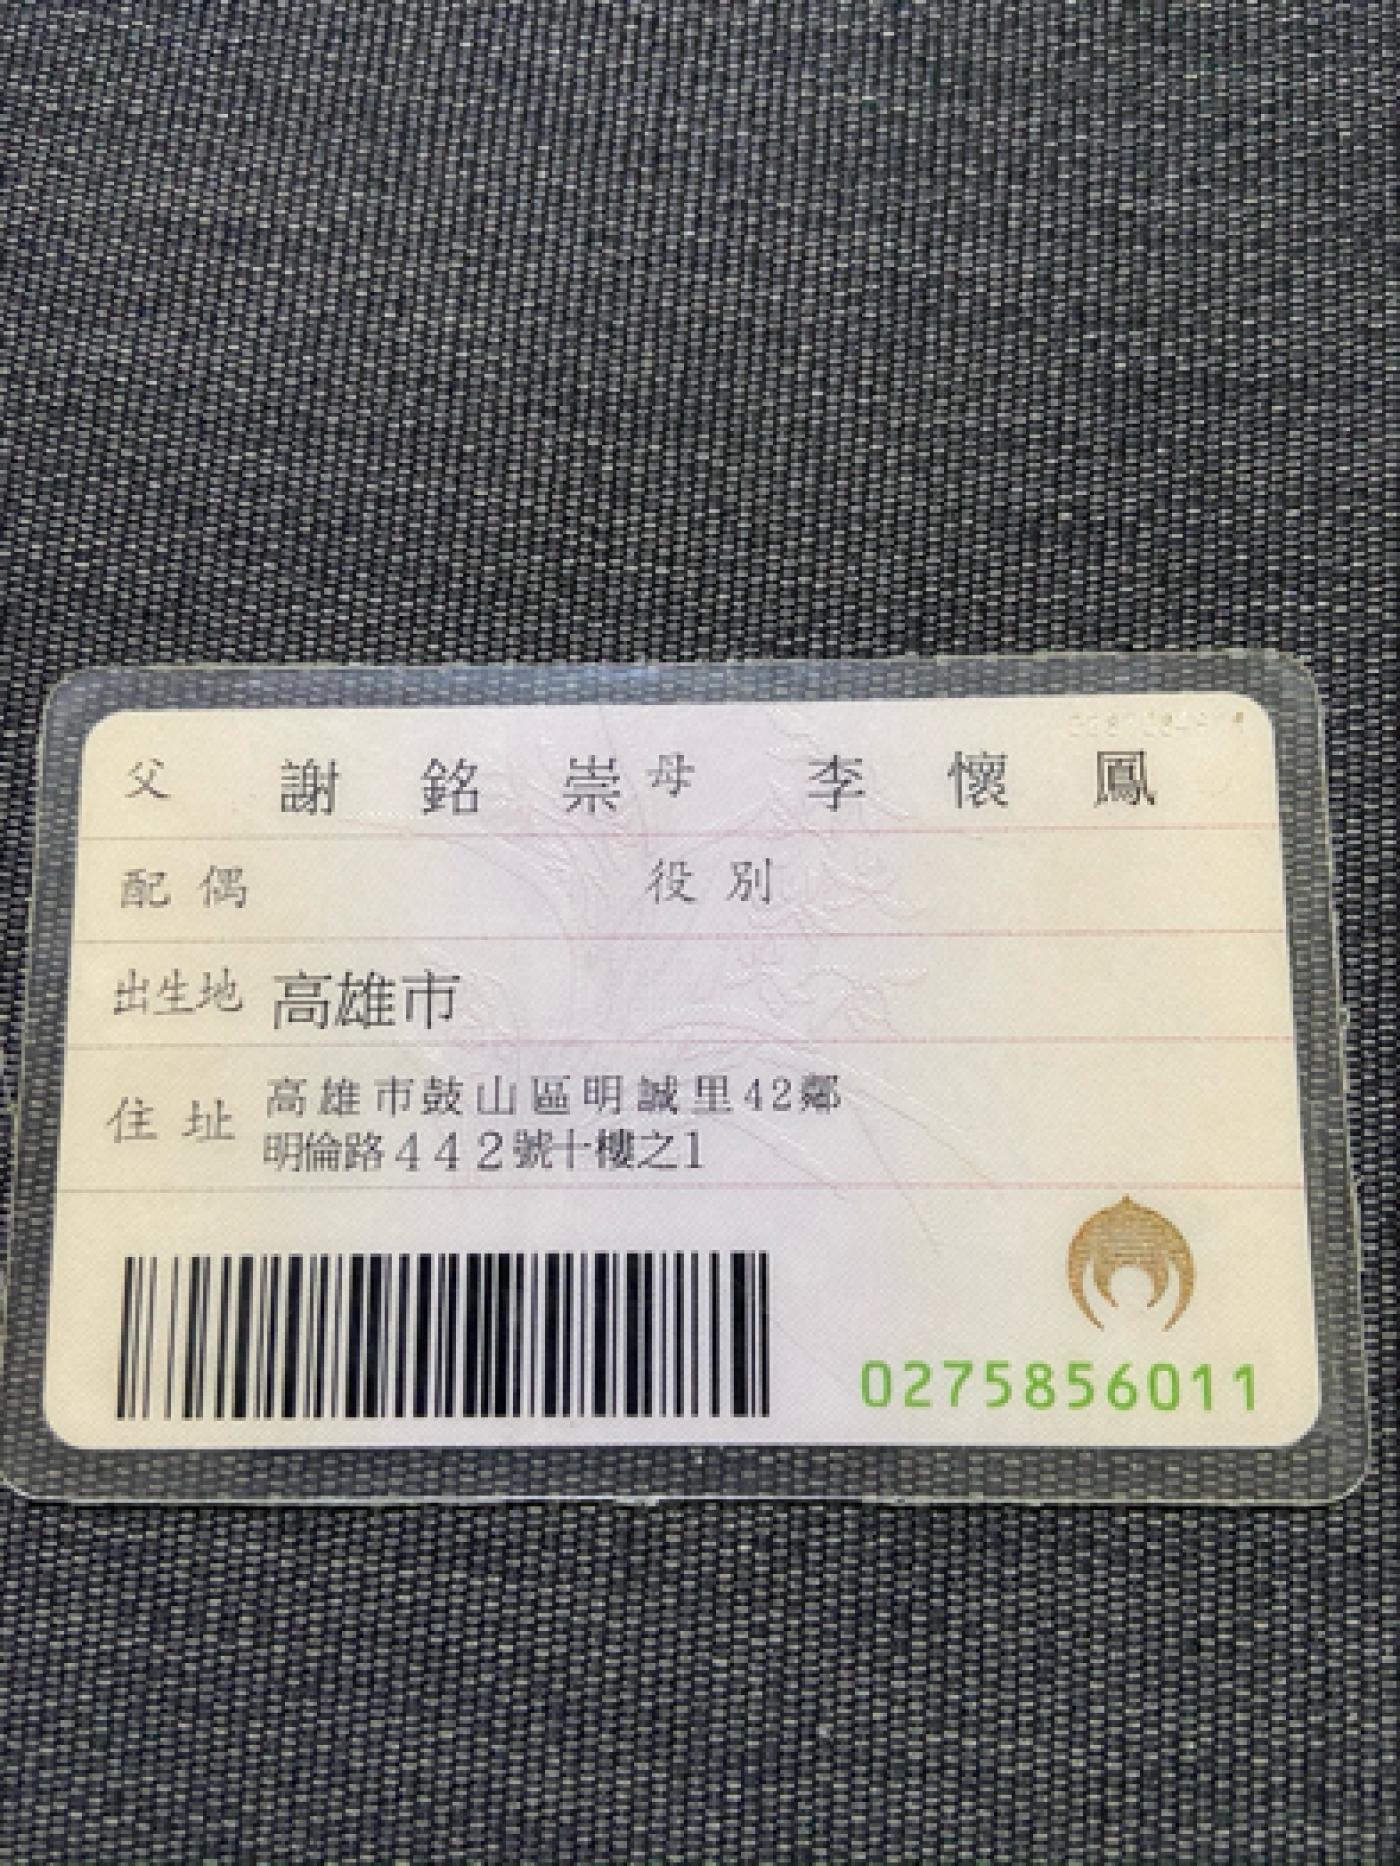 父 謝銘崇 母 李懷鳳
配偶 役別
出生地 高雄市
住址 高雄市鼓山區明誠里42鄰
明倫路442號十樓之1
0275856011